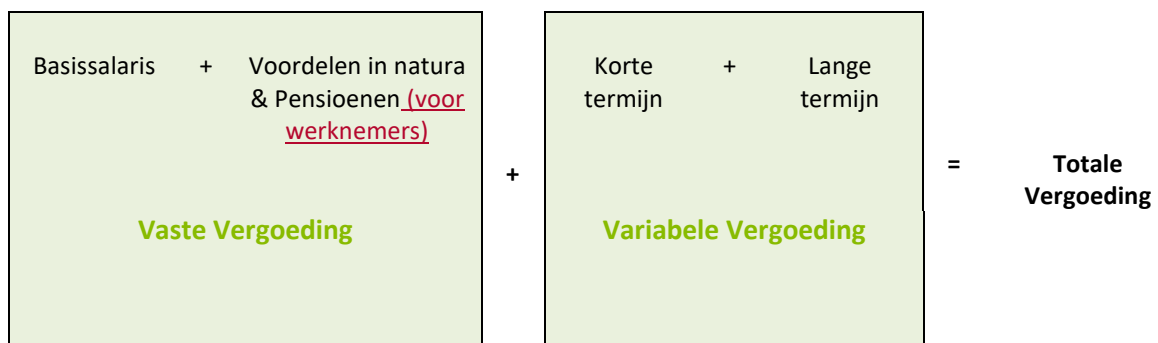 Basissalaris + Voordelen in natura
& Pensioenen (voor
werknemers)
Vaste Vergoeding
+
Korte + Lange
termijn termijn
Variabele Vergoeding
= Totale
Vergoeding